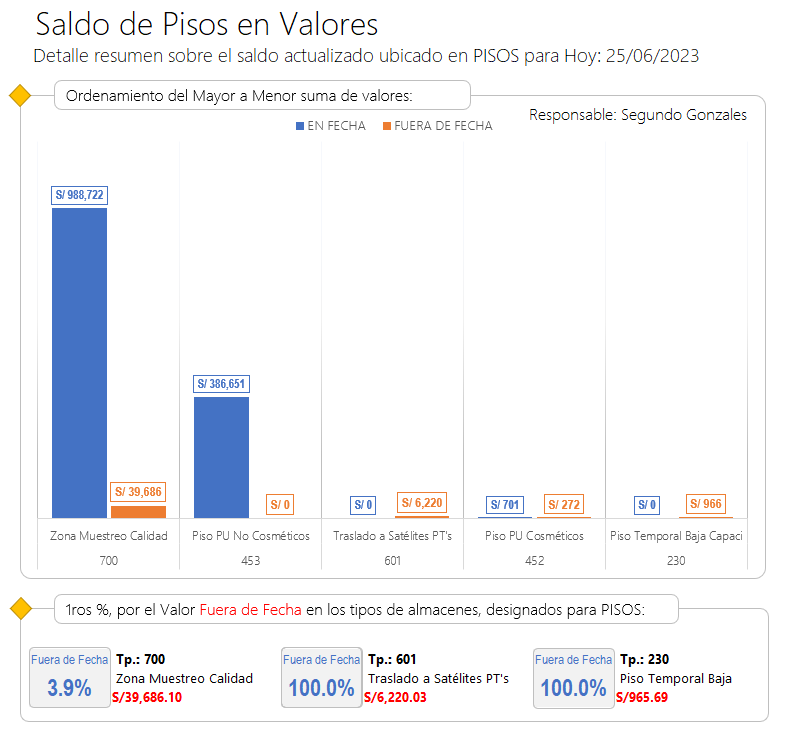 Saldo de Pisos en Valores
Detalle resumen sobre el saldo actualizado ubicado en PISOS para Hoy: 25/06/2023
Ordenamiento del Mayor a Menor suma de valores:
Responsable: Segundo Gonzales
EN FECHA FUERA DE FECHA
S/ 988,722
S/ 39,686
S/ 386,651
S/ 0
S/ 0
S/ 6,220
S/ 701
S/ 272
S/ 0
S/ 966
Zona Muestreo Calidad Piso PU No Cosméticos Traslado a Satélites PT's Piso PU Cosméticos Piso Temporal Baja Capaci
700 453 601 452 230
1ros %, por el Valor Fuera de Fecha en los tipos de almacenes, designados para PISOS:
Fuera de Fecha
3.9%
Tp.: 700
Zona Muestreo Calidad
S/39,686.10
Fuera de Fecha
100.0%
Tp.: 601
Traslado a Satélites PT's
S/6,220.03
Fuera de Fecha
100.0%
Tp.: 230
Piso Temporal Baja
S/965.69